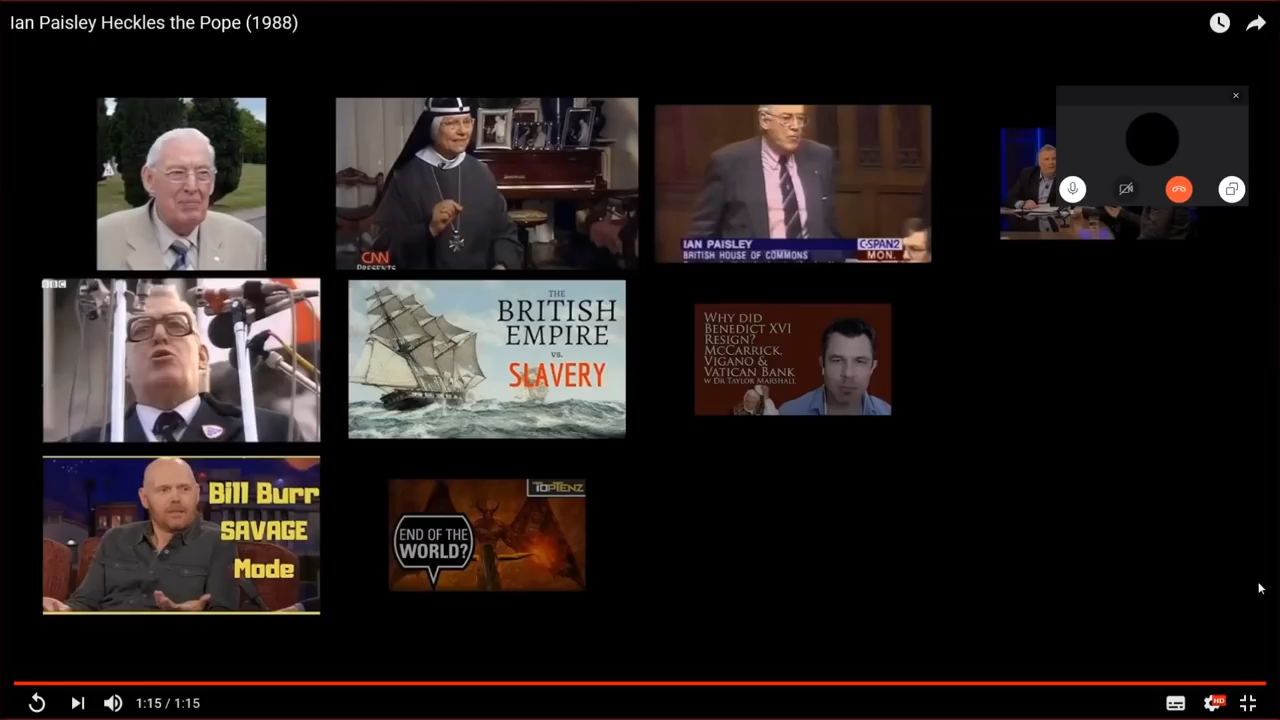 Ian Paisley Heckles the Pope (1988)
CNN
PRESENTS
IAN PAISLEY
BRITISH HOUSE OF COMMONS
C-SPAN2
MON.
BBC
THE
BRITISH
EMPIRE
vs.
SLAVERY
WHY DID
BENEDICT XVI
RESIGN?
MCCARRICK,
VIGANO &
VATICAN BANK
W DR TAYLOR MARSHALL
Bill Burr
SAVAGE
Mode
TOPTENZ
END OF THE
WORLD?
1:15 / 1:15
HD